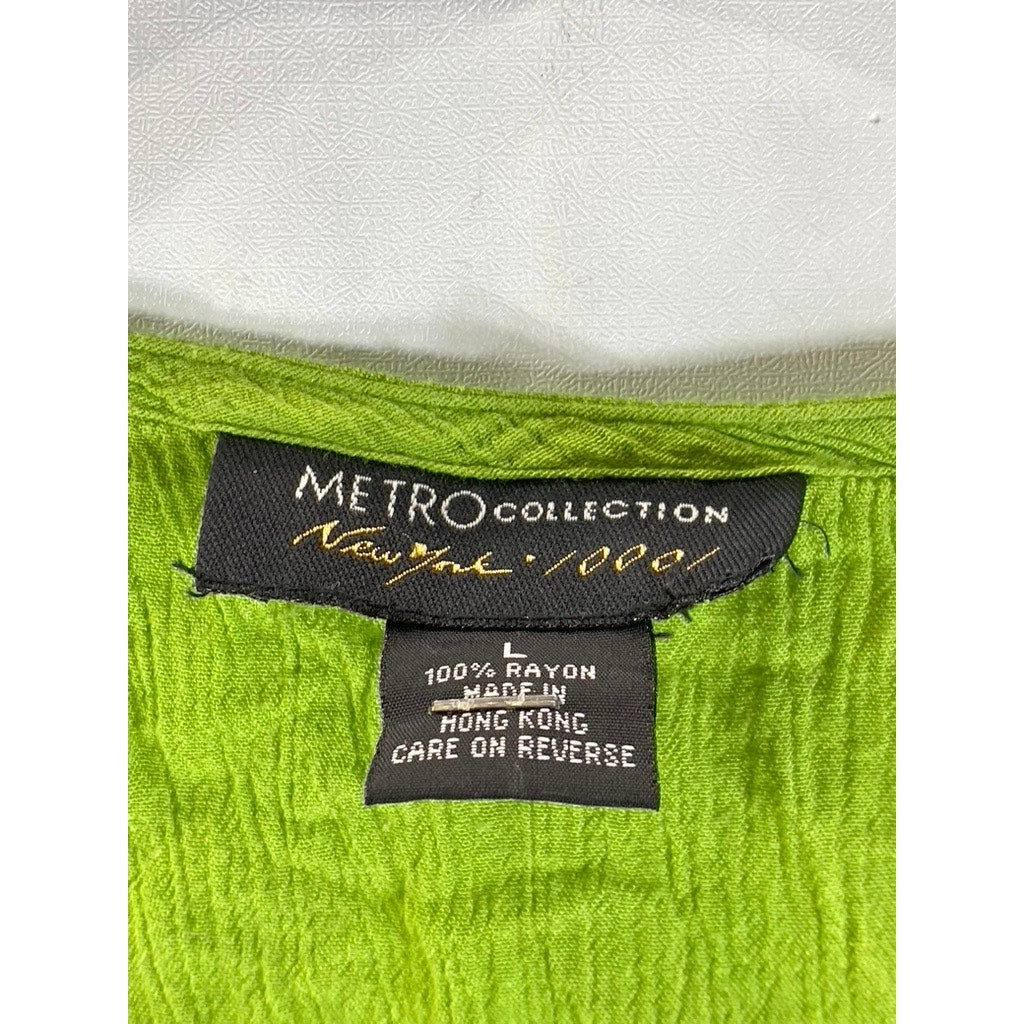 METRO COLLECTION
New York • 10001
L
100% RAYON
MADE IN
HONG KONG
CARE ON REVERSE